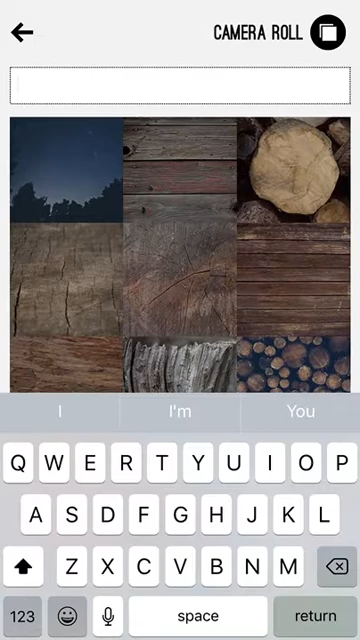 CAMERA ROLL
I I'm You
Q W E R T Y U I O P
A S D F G H J K L
Z X C V B N M
123 space return